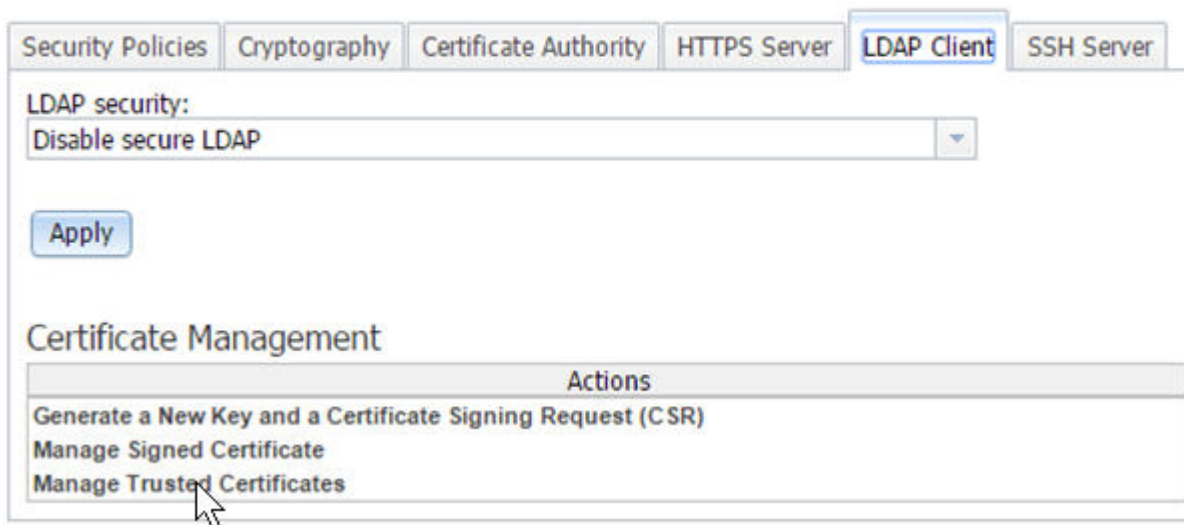 Security Policies Cryptography Certificate Authority HTTPS Server LDAP Client SSH Server
LDAP security:
Disable secure LDAP
Apply
Certificate Management
Actions
Generate a New Key and a Certificate Signing Request (CSR)
Manage Signed Certificate
Manage Trusted Certificates